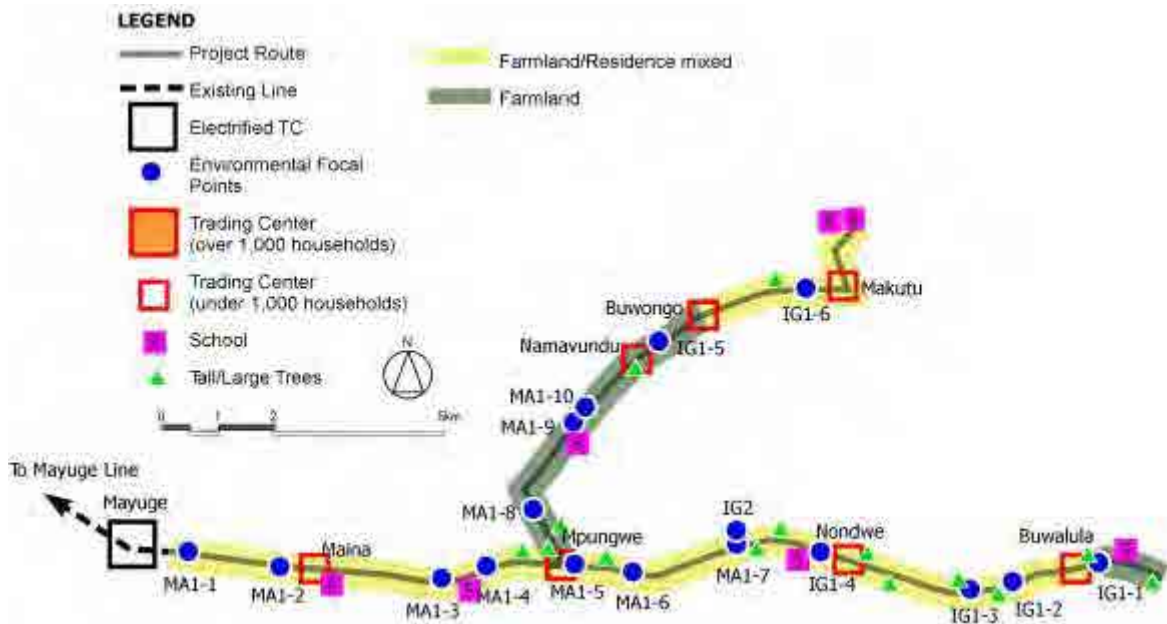 LEGEND
Project Route
Existing Line
Electrified TC
Environmental Focal
Points
Trading Center
(over 1,000 households)
Trading Center
(under 1,000 households)
School
Tall/Large Trees
Farmland/Residence mixed
Farmland
N
0 1 2 5km
Makutu
IG1-6
Buwongo
IG1-5
Namavundu
MA1-10
MA1-9
To Mayuge Line
Mayuge
MA1-8
IG2
Mpungwe
Nondwe
Buwalula
Maina
MA1-1
MA1-2
MA1-3
MA1-4
MA1-5
MA1-6
MA1-7
IG1-4
IG1-3
IG1-2
IG1-1